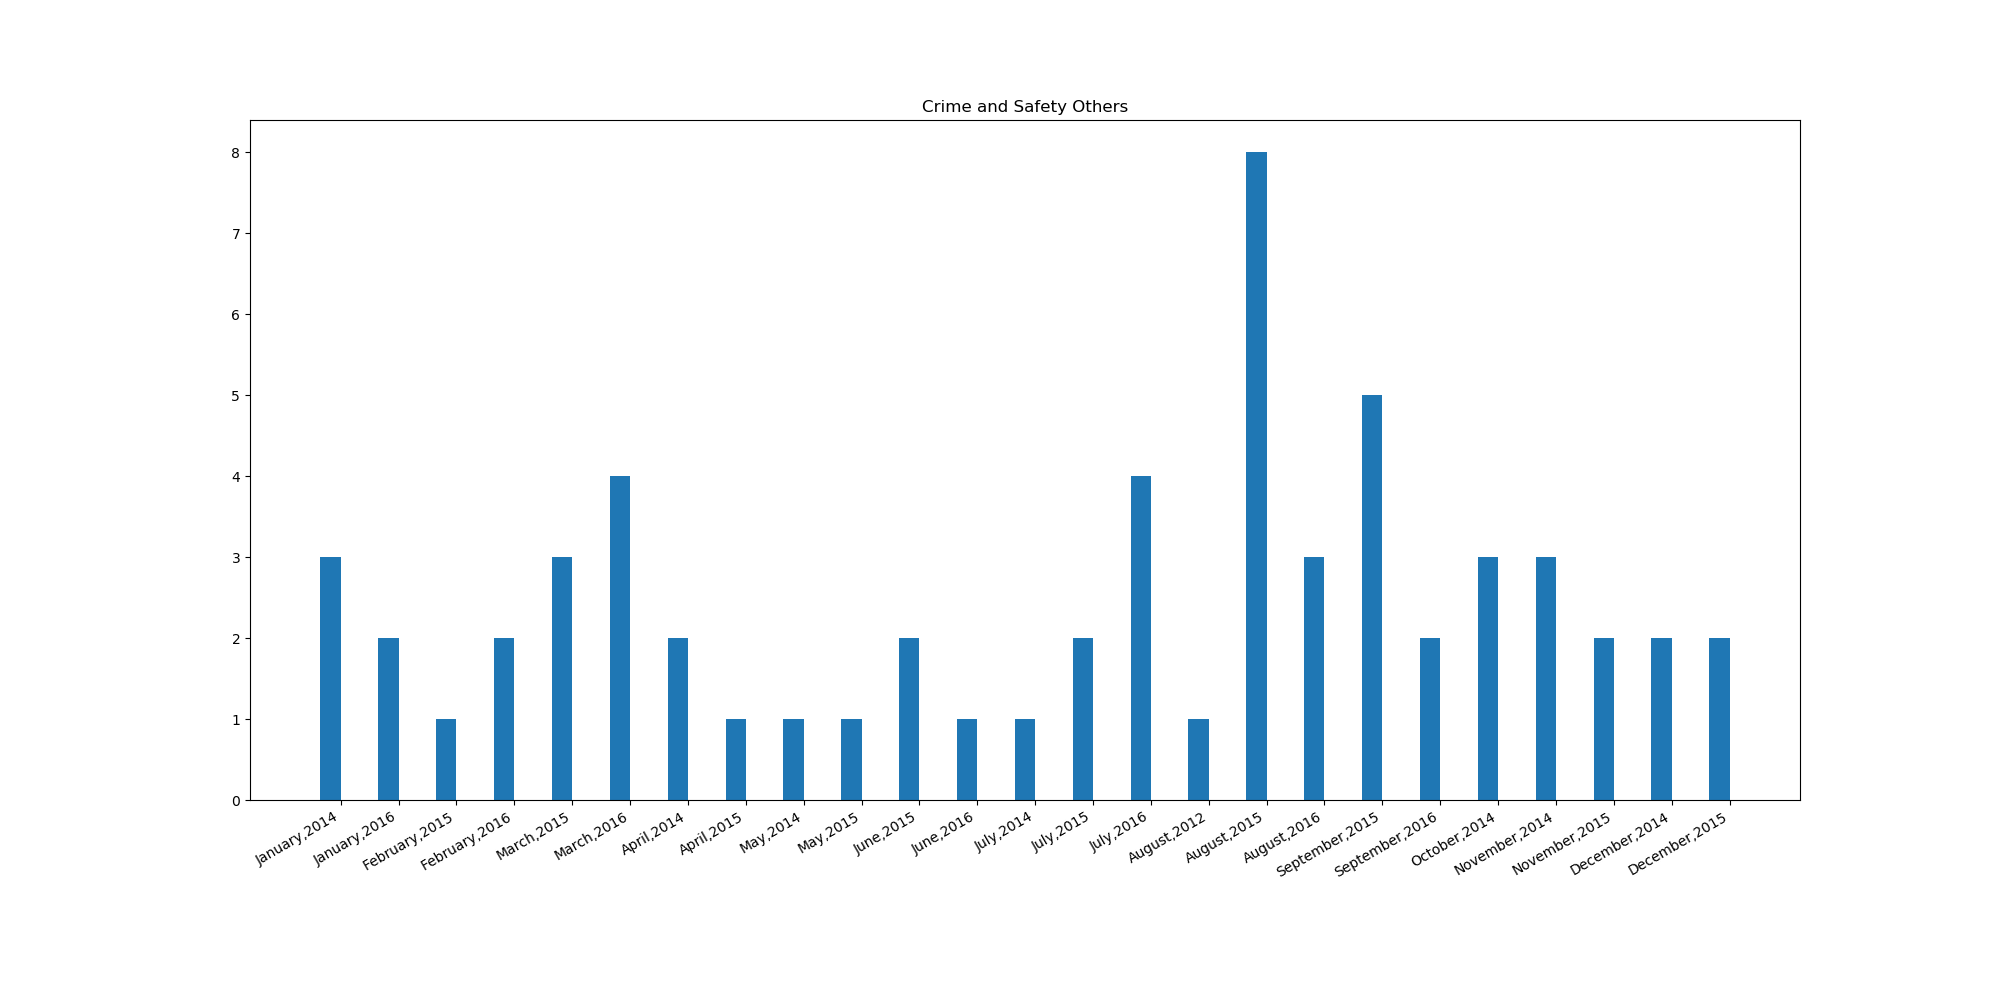 Crime and Safety Others
8
7
6
5
4
3
2
1
0
January,2014
January,2016
February,2015
February,2016
March,2015
March,2016
April,2014
April,2015
May,2014
May,2015
June,2015
June,2016
July,2014
July,2015
July,2016
August,2012
August,2015
August,2016
September,2015
September,2016
October,2014
November,2014
November,2015
December,2014
December,2015